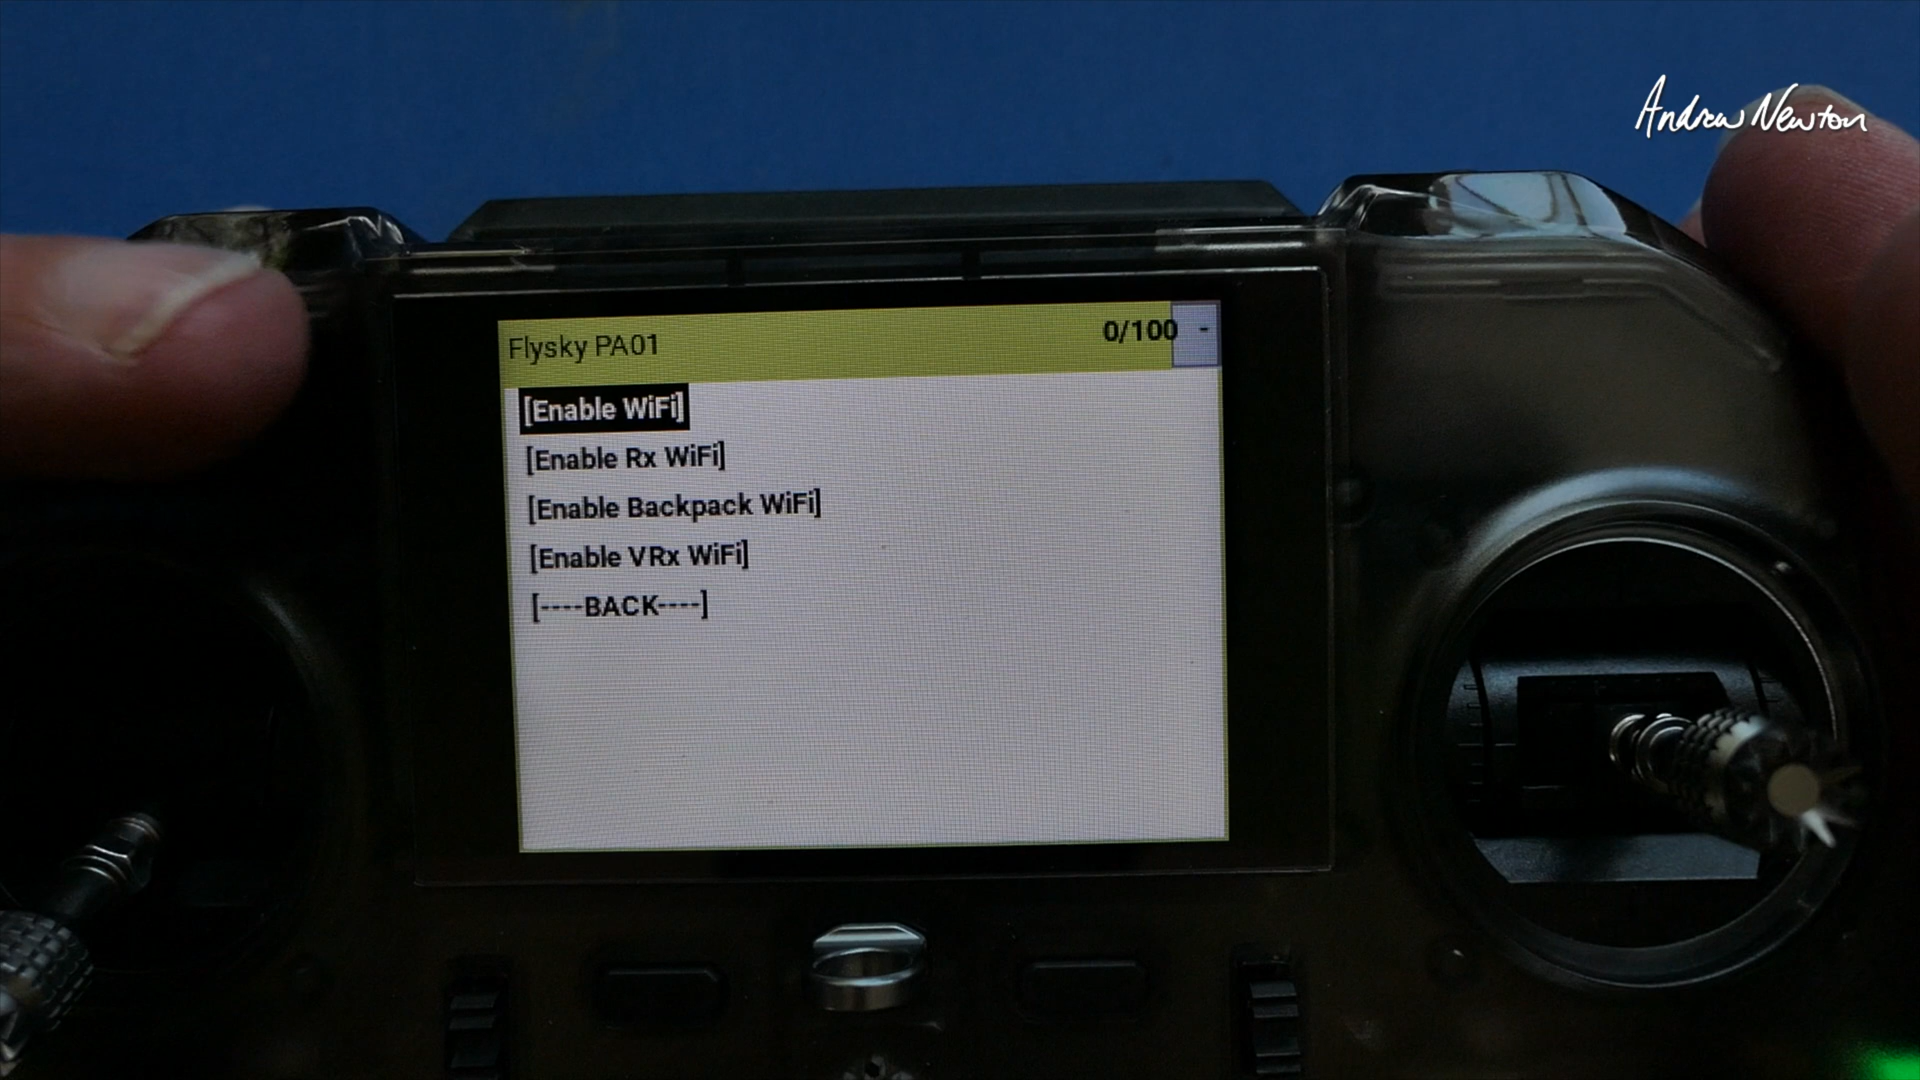 Andrew Newton
Flysky PA01
0/100 -
[Enable WiFi]
[Enable Rx WiFi]
[Enable Backpack WiFi]
[Enable VRx WiFi]
[----BACK----]